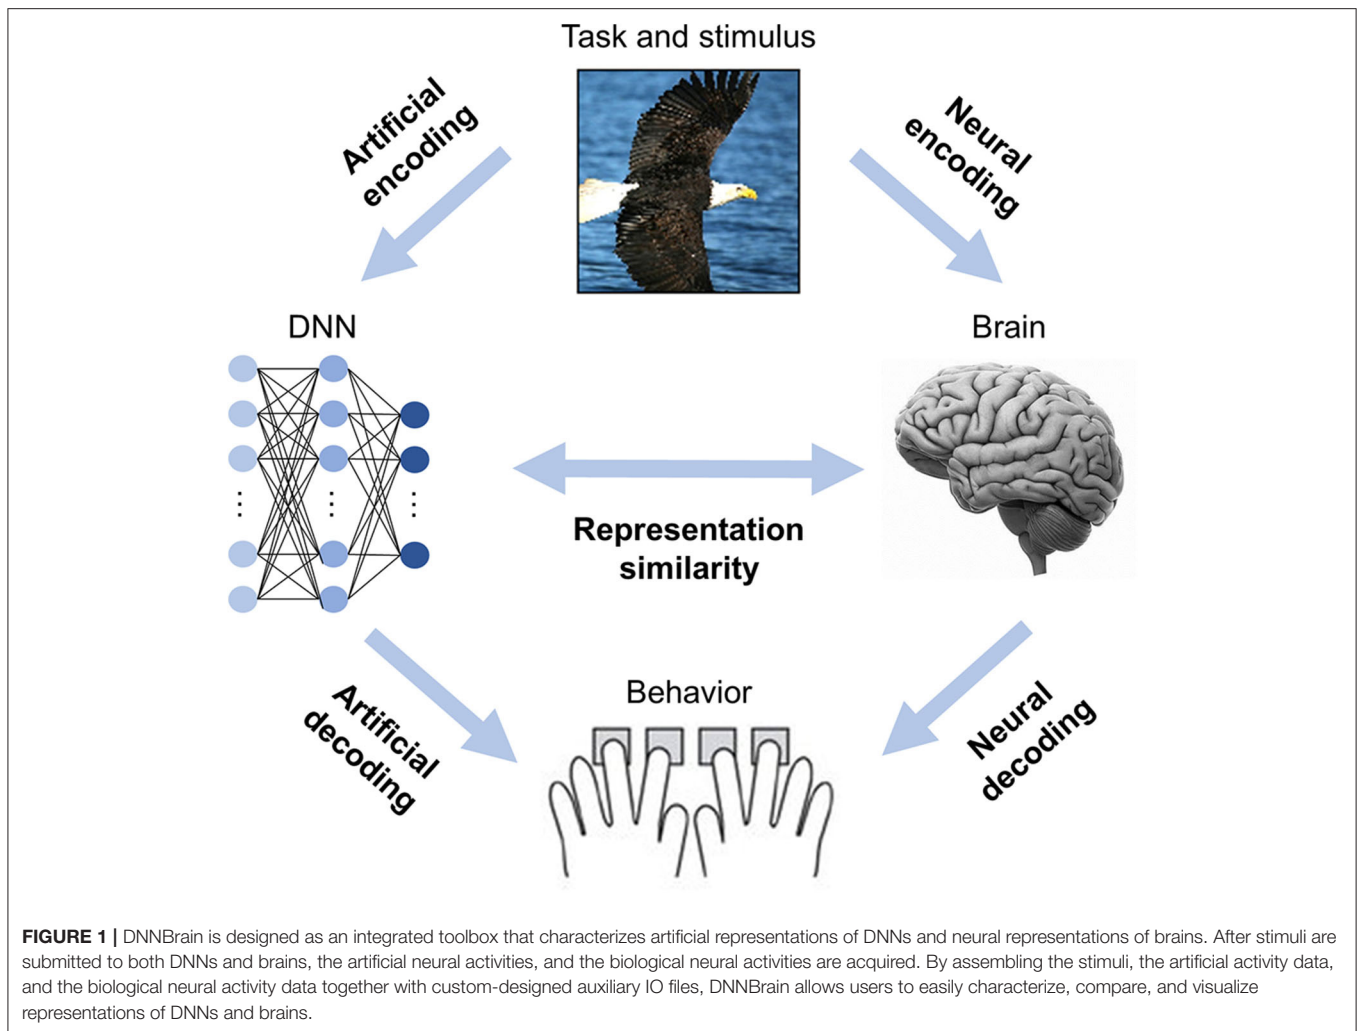 Task and stimulus
Artificial
encoding
Neural
encoding
DNN
Brain
⋮ ⋮ ⋮
Representation
similarity
Artificial
decoding
Behavior
Neural
decoding
FIGURE 1 | DNNBrain is designed as an integrated toolbox that characterizes artificial representations of DNNs and neural representations of brains. After stimuli are
submitted to both DNNs and brains, the artificial neural activities, and the biological neural activities are acquired. By assembling the stimuli, the artificial activity data,
and the biological neural activity data together with custom-designed auxiliary IO files, DNNBrain allows users to easily characterize, compare, and visualize
representations of DNNs and brains.